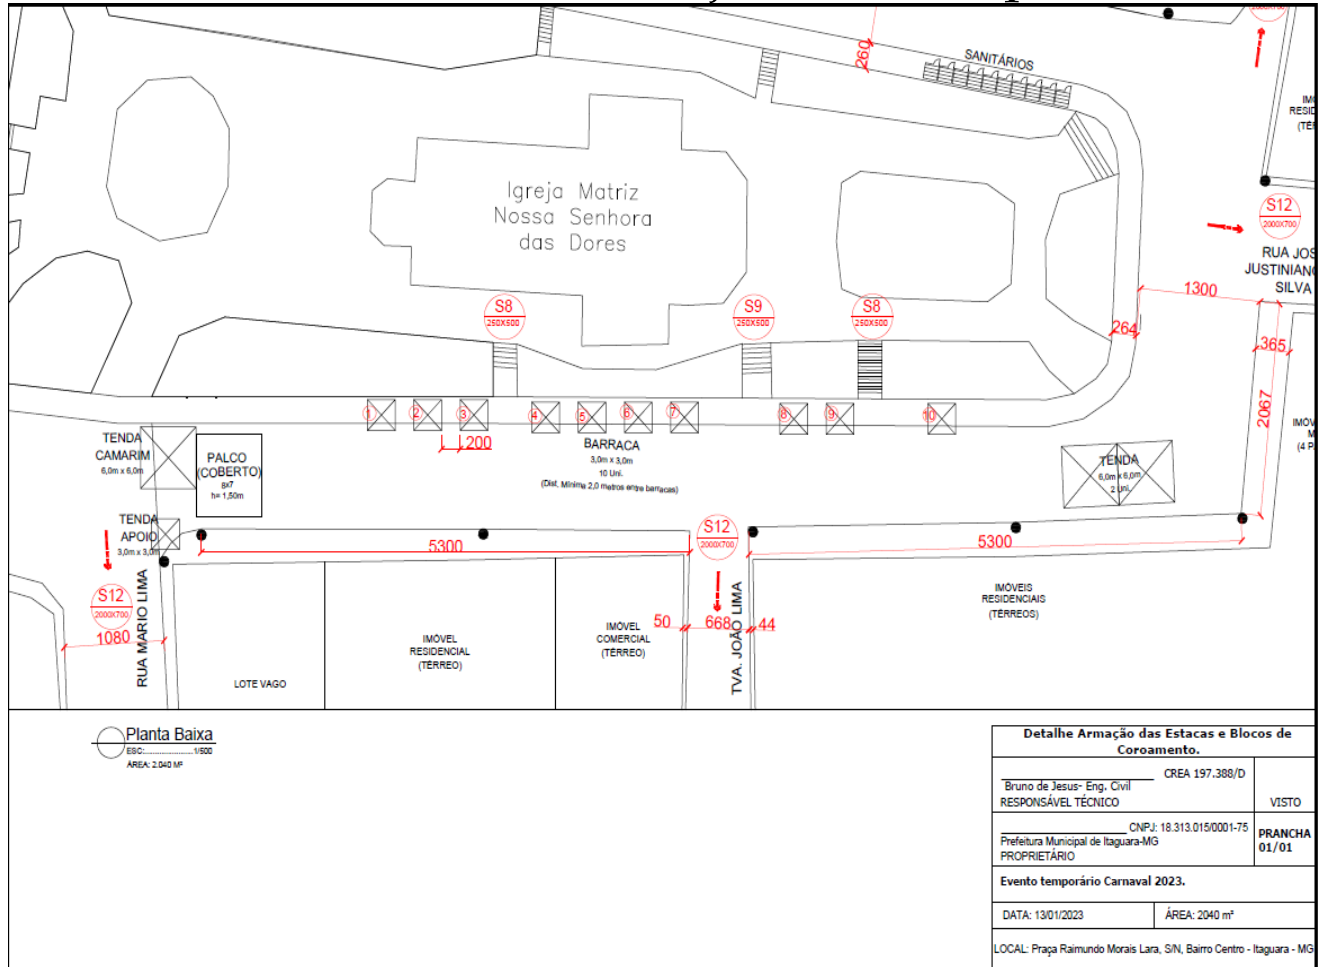 2000X700
260
SANITÁRIOS
Igreja Matriz
Nossa Senhora
das Dores
S12
2000X700
RUA JOS
JUSTINIAN
SILVA
1300
S8
250X500
S9
250X500
S8
250X500
264
365
2067
1
2
3
4
5
6
7
8
9
10
200
BARRACA
3,0m x 3,0m
10 Uni.
(Dist. Mínima 2,0 metros entre barracas)
TENDA
CAMARIM
6,0m x 6,0m
PALCO
(COBERTO)
8x7
h= 1,50m
TENDA
6,0m x 6,0m
2 Uni.
TENDA
APOIO
3,0m x 3,0m
S12
2000X700
5300
5300
S12
2000X700
1080
RUA MARIO LIMA
LOTE VAGO
IMÓVEL
RESIDENCIAL
(TÉRREO)
IMÓVEL
COMERCIAL
(TÉRREO)
50
668
44
TVA. JOÃO LIMA
IMÓVEIS
RESIDENCIAIS
(TÉRREOS)
Planta Baixa
ESC:....................1/500
ÁREA: 2.040 M²
Detalhe Armação das Estacas e Blocos de
Coroamento.
CREA 197.388/D
Bruno de Jesus- Eng. Civil
RESPONSÁVEL TÉCNICO
VISTO
CNPJ: 18.313.015/0001-75
Prefeitura Municipal de Itaguara-MG
PROPRIETÁRIO
PRANCHA
01/01
Evento temporário Carnaval 2023.
DATA: 13/01/2023
ÁREA: 2040 m²
LOCAL: Praça Raimundo Morais Lara, S/N, Bairro Centro - Itaguara - MG